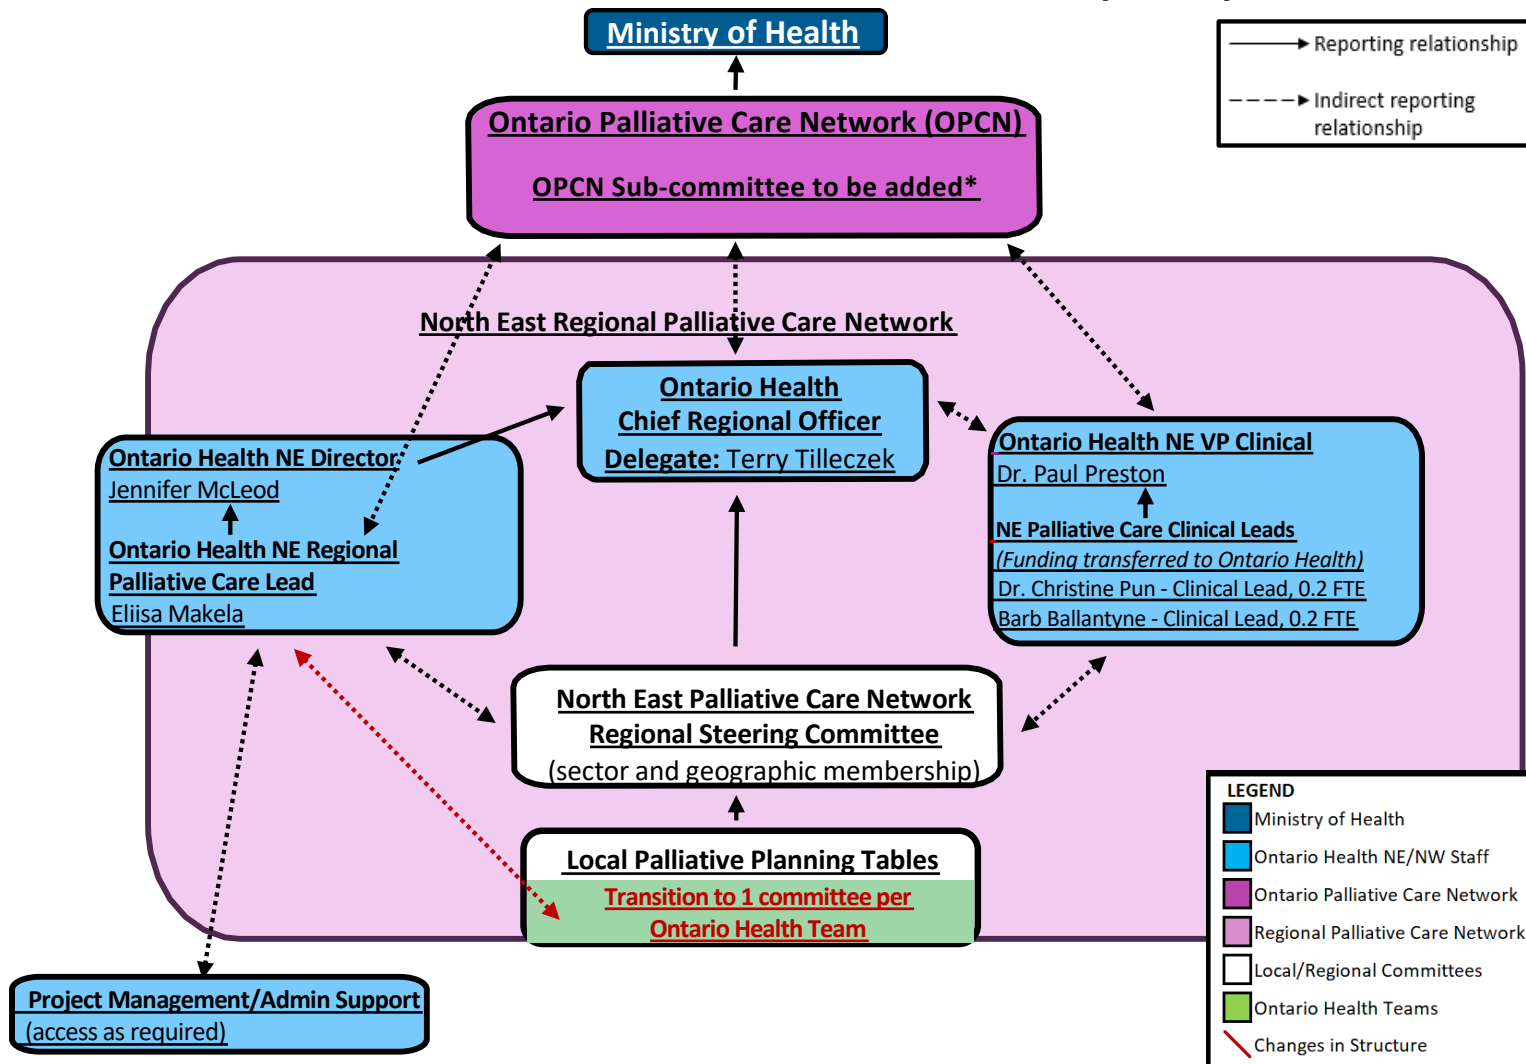 Ministry of Health
Reporting relationship
Indirect reporting
relationship
Ontario Palliative Care Network (OPCN)
OPCN Sub-committee to be added*
North East Regional Palliative Care Network
Ontario Health
Chief Regional Officer
Delegate: Terry Tilleczek
Ontario Health NE Director
Jennifer McLeod
Ontario Health NE Regional
Palliative Care Lead
Eliisa Makela
Ontario Health NE VP Clinical
Dr. Paul Preston
NE Palliative Care Clinical Leads
(Funding transferred to Ontario Health)
Dr. Christine Pun - Clinical Lead, 0.2 FTE
Barb Ballantyne - Clinical Lead, 0.2 FTE
North East Palliative Care Network
Regional Steering Committee
(sector and geographic membership)
Local Palliative Planning Tables
Transition to 1 committee per
Ontario Health Team
Project Management/Admin Support
(access as required)
LEGEND
Ministry of Health
Ontario Health NE/NW Staff
Ontario Palliative Care Network
Regional Palliative Care Network
Local/Regional Committees
Ontario Health Teams
Changes in Structure